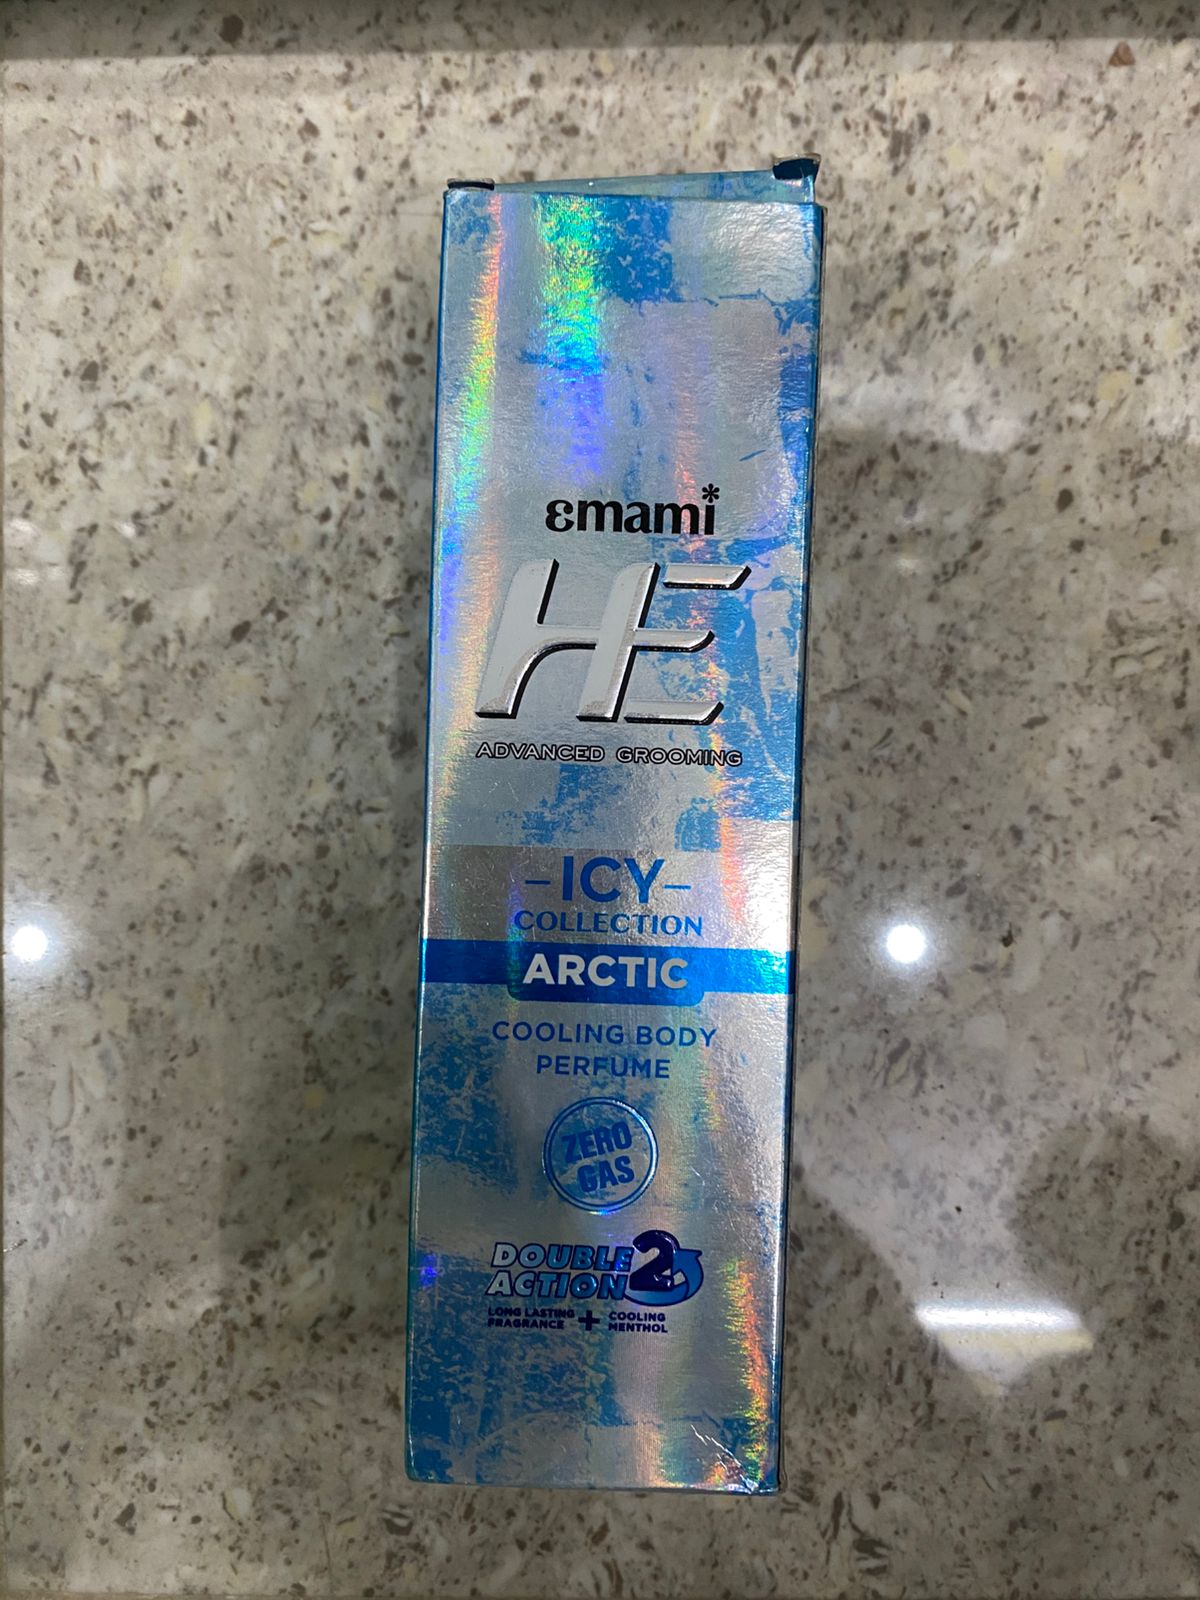 emami*
HE
ADVANCED GROOMING
-ICY-
COLLECTION
ARCTIC
COOLING BODY
PERFUME
ZERO
GAS
DOUBLE 2
ACTION
LONG LASTING
FRAGRANCE + COOLING
MENTHOL